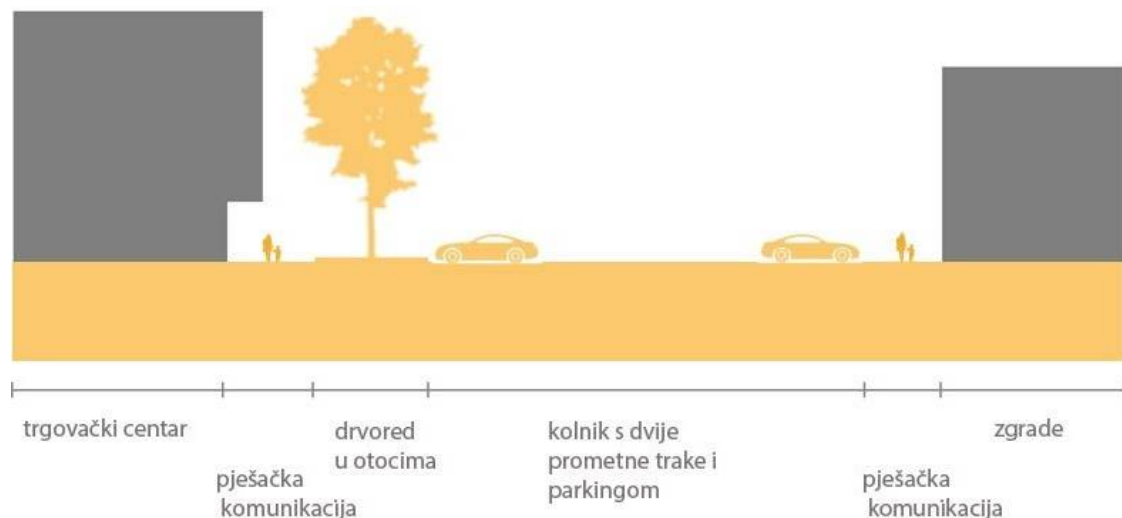 trgovački centar
pješačka
komunikacija
drvored
u otocima
kolnik s dvije
prometne trake i
parkingom
pješačka
komunikacija
zgrade